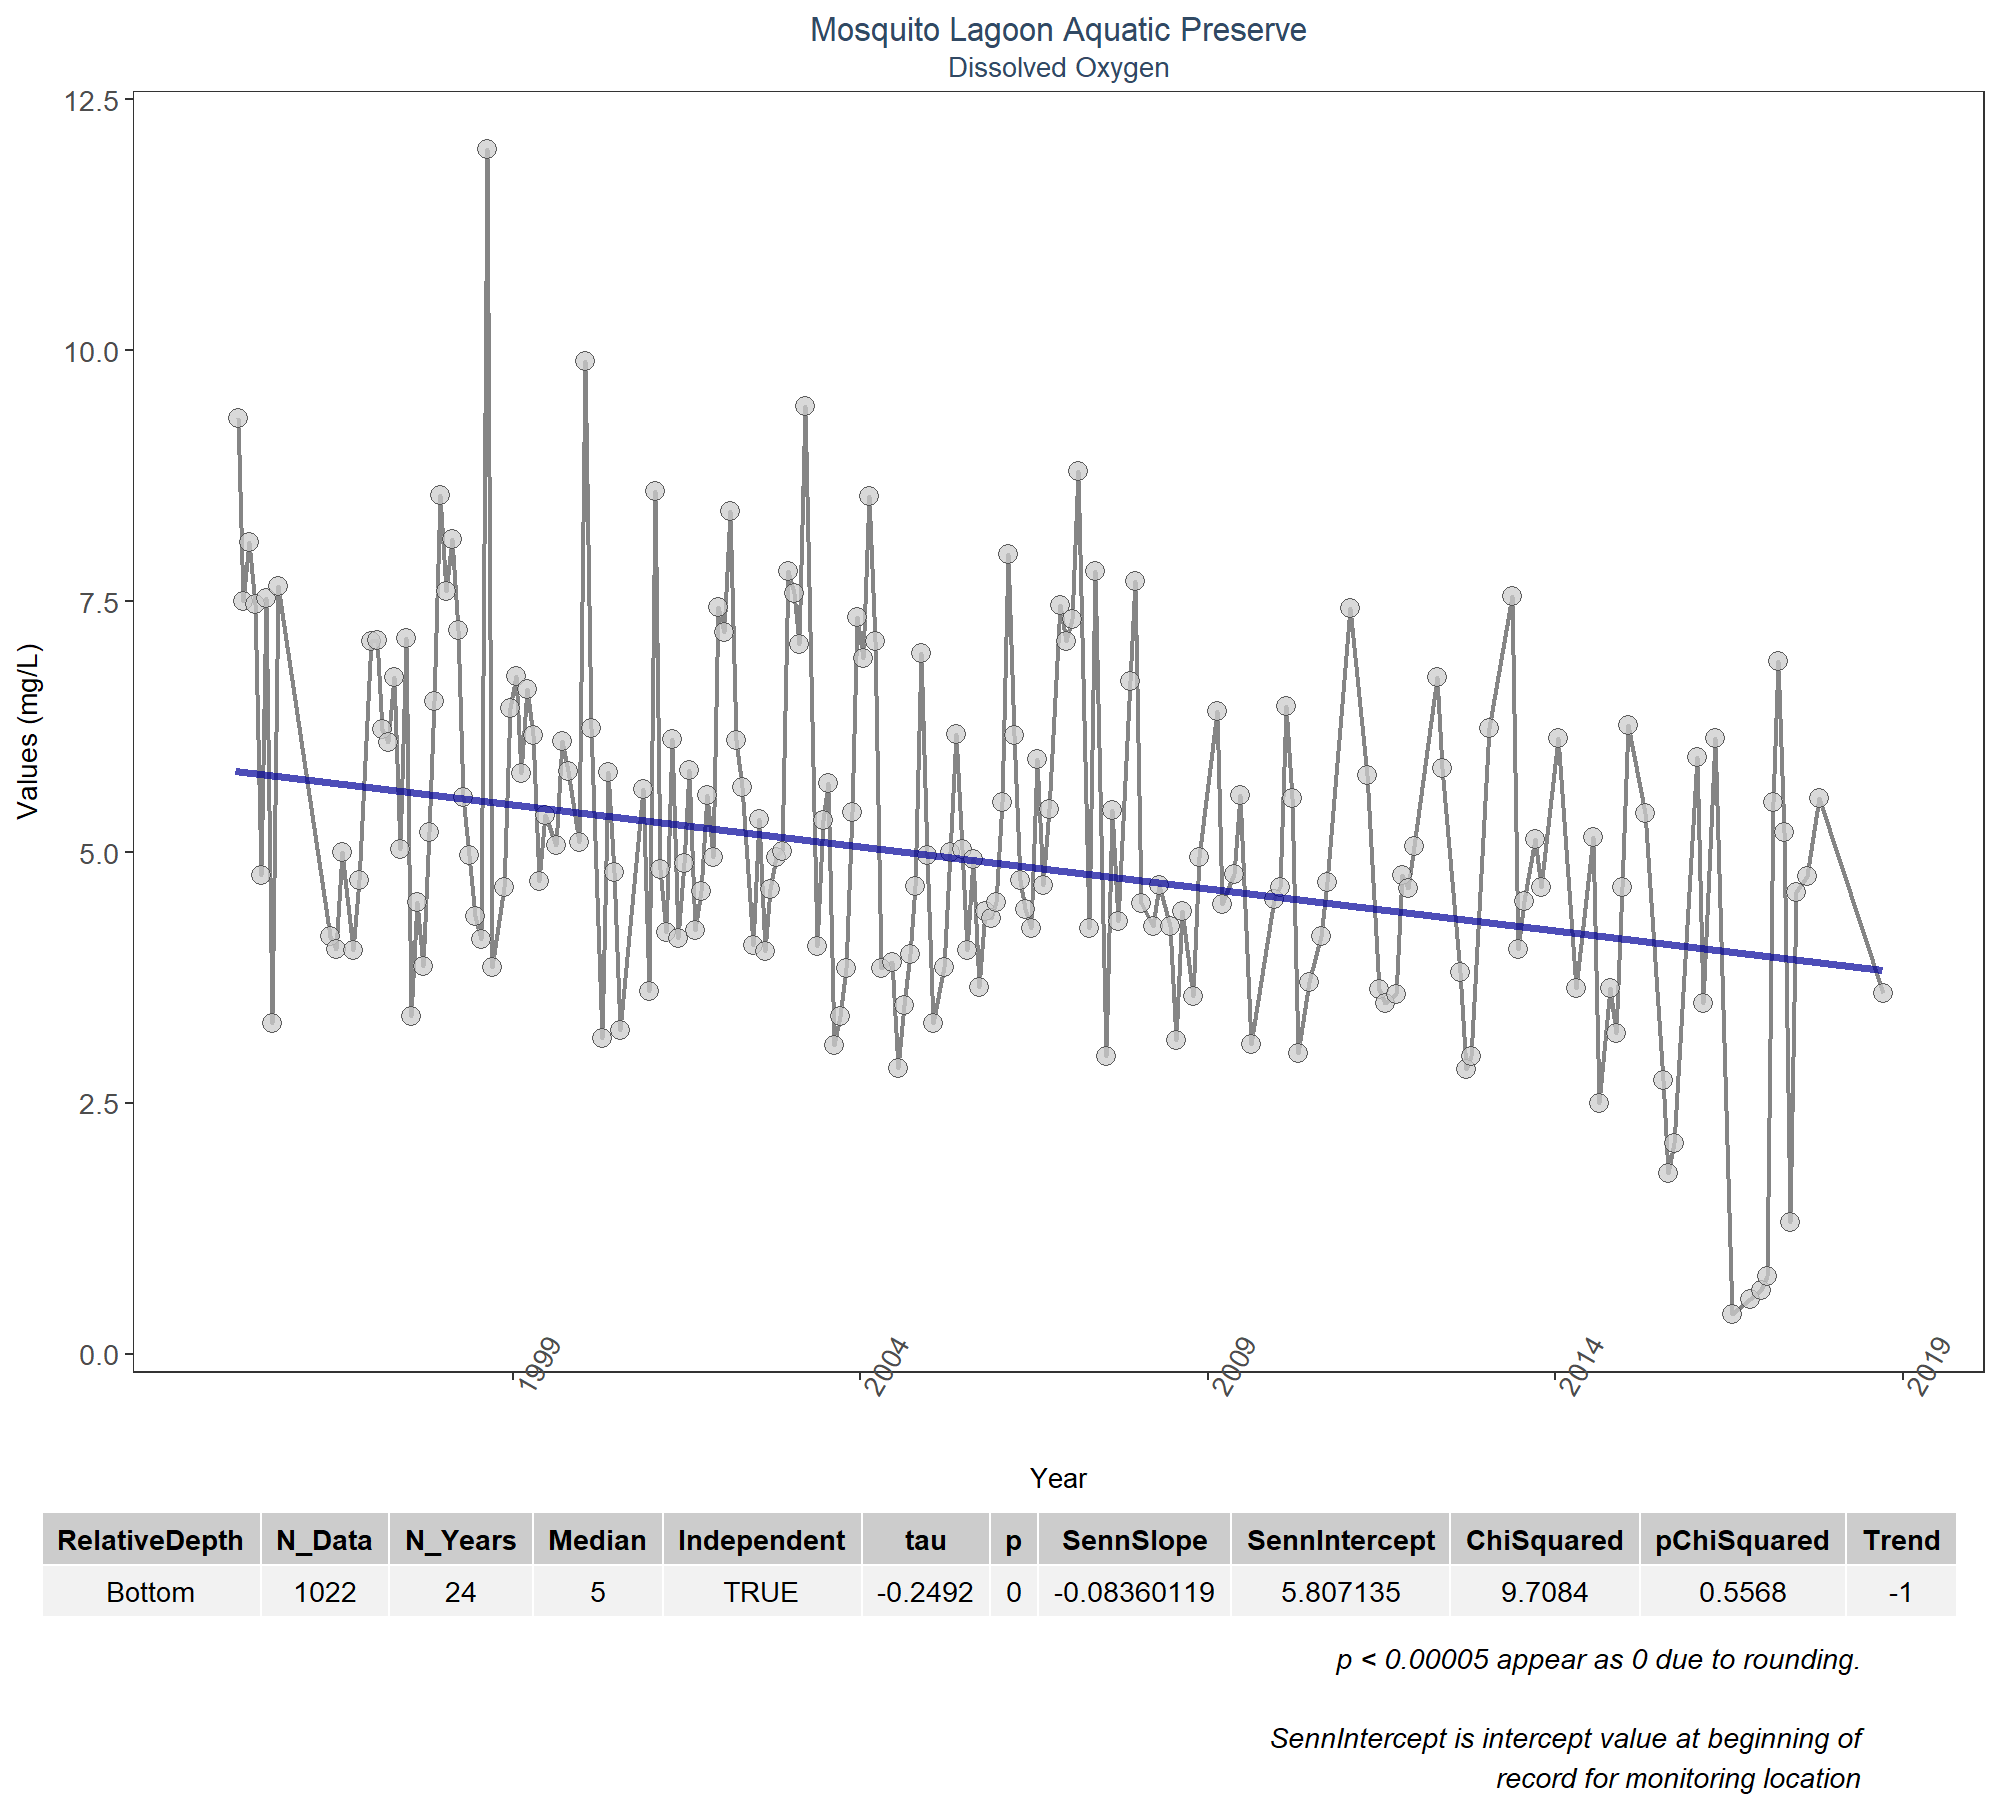 Mosquito Lagoon Aquatic Preserve
Dissolved Oxygen
12.5
10.0
7.5
5.0
2.5
0.0
Values (mg/L)
1999
2004
2009
2014
2019
Year
RelativeDepth N_Data N_Years Median Independent tau p SennSlope SennIntercept ChiSquared pChiSquared Trend
Bottom 1022 24 5 TRUE -0.2492 0 -0.08360119 5.807135 9.7084 0.5568 -1
p < 0.00005 appear as 0 due to rounding.
SennIntercept is intercept value at beginning of
record for monitoring location